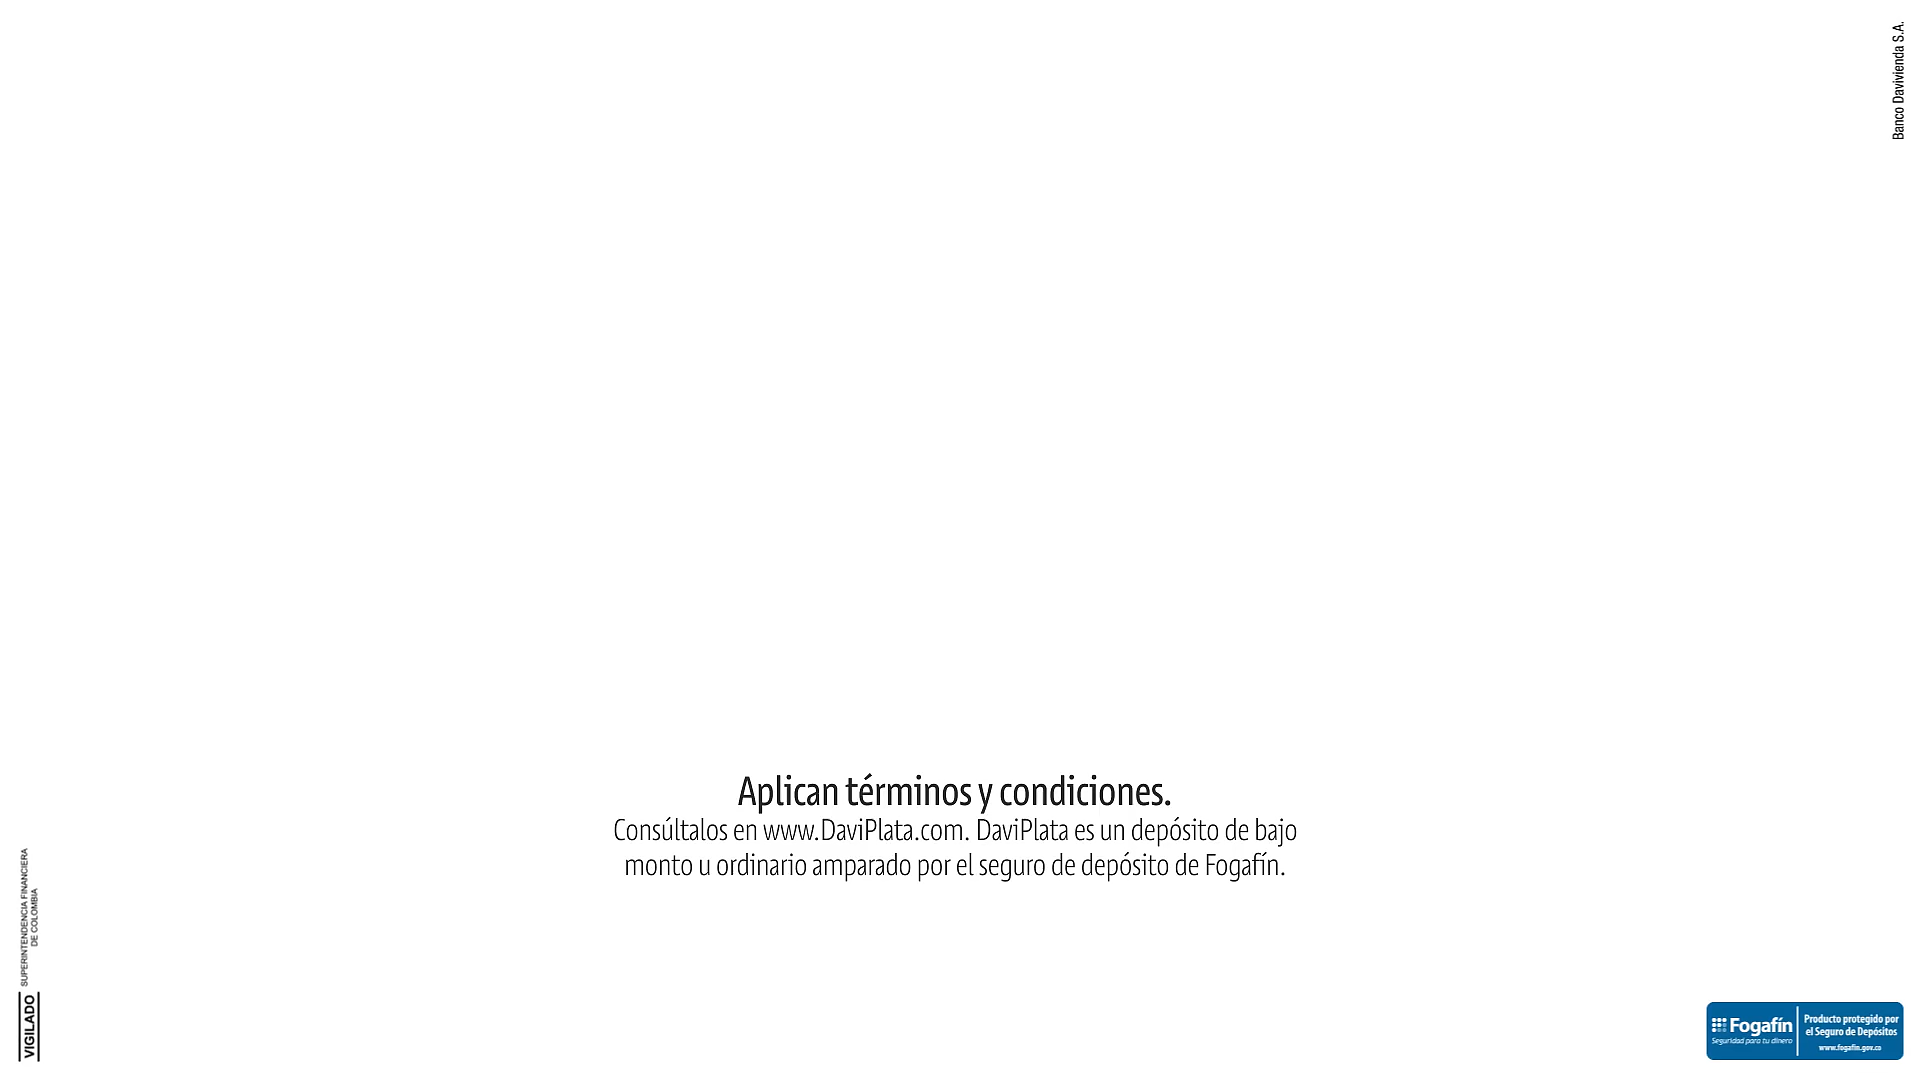 Banco Davivienda S.A.
Aplican términos y condiciones.
Consúltalos en www.DaviPlata.com. DaviPlata es un depósito de bajo
monto u ordinario amparado por el seguro de depósito de Fogafín.
VIGILADO
SUPERINTENDENCIA FINANCIERA
DE COLOMBIA
Fogafín
Seguridad para tu dinero
Producto protegido por
el Seguro de Depósitos
www.fogafin.gov.co